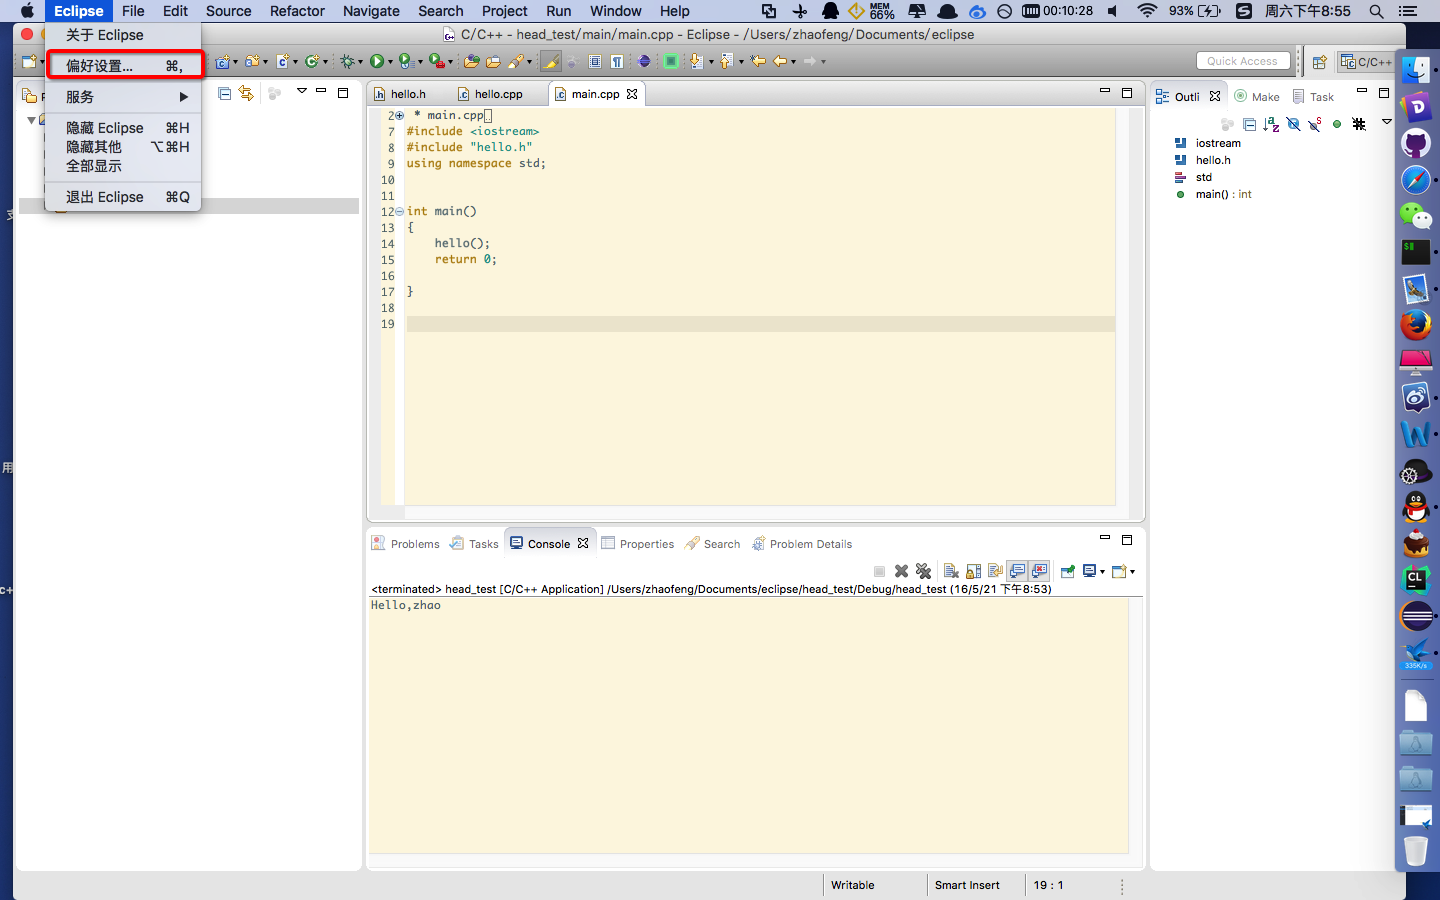 Eclipse File Edit Source Refactor Navigate Search Project Run Window Help
MEM 66% 00:10:28 93% 周六下午8:55
C/C++ - head_test/main/main.cpp - Eclipse - /Users/zhaofeng/Documents/eclipse
关于 Eclipse
偏好设置... ⌘,
服务 ▶
隐藏 Eclipse ⌘H
隐藏其他 ⌥⌘H
全部显示
退出 Eclipse ⌘Q
Quick Access
C/C++
hello.h hello.cpp main.cpp
2 * main.cpp
7 #include <iostream>
8 #include "hello.h"
9 using namespace std;
10
11
12 int main()
13 {
14 hello();
15 return 0;
16
17 }
18
19
Outli Make Task
iostream
hello.h
std
main() : int
Problems Tasks Console Properties Search Problem Details
<terminated> head_test [C/C++ Application] /Users/zhaofeng/Documents/eclipse/head_test/Debug/head_test (16/5/21 下午8:53)
Hello,zhao
Writable Smart Insert 19 : 1
用
C+
335K/s